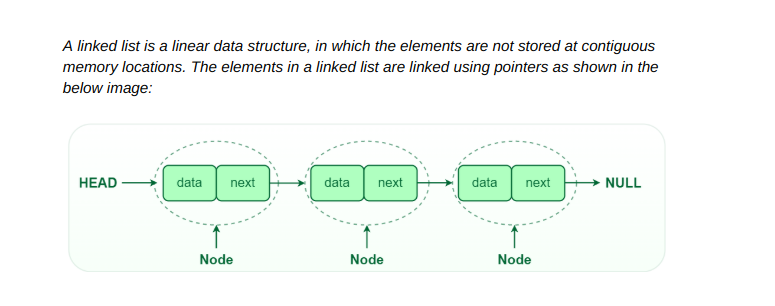 A linked list is a linear data structure, in which the elements are not stored at contiguous
memory locations. The elements in a linked list are linked using pointers as shown in the
below image:
HEAD data next data next data next NULL
Node Node Node